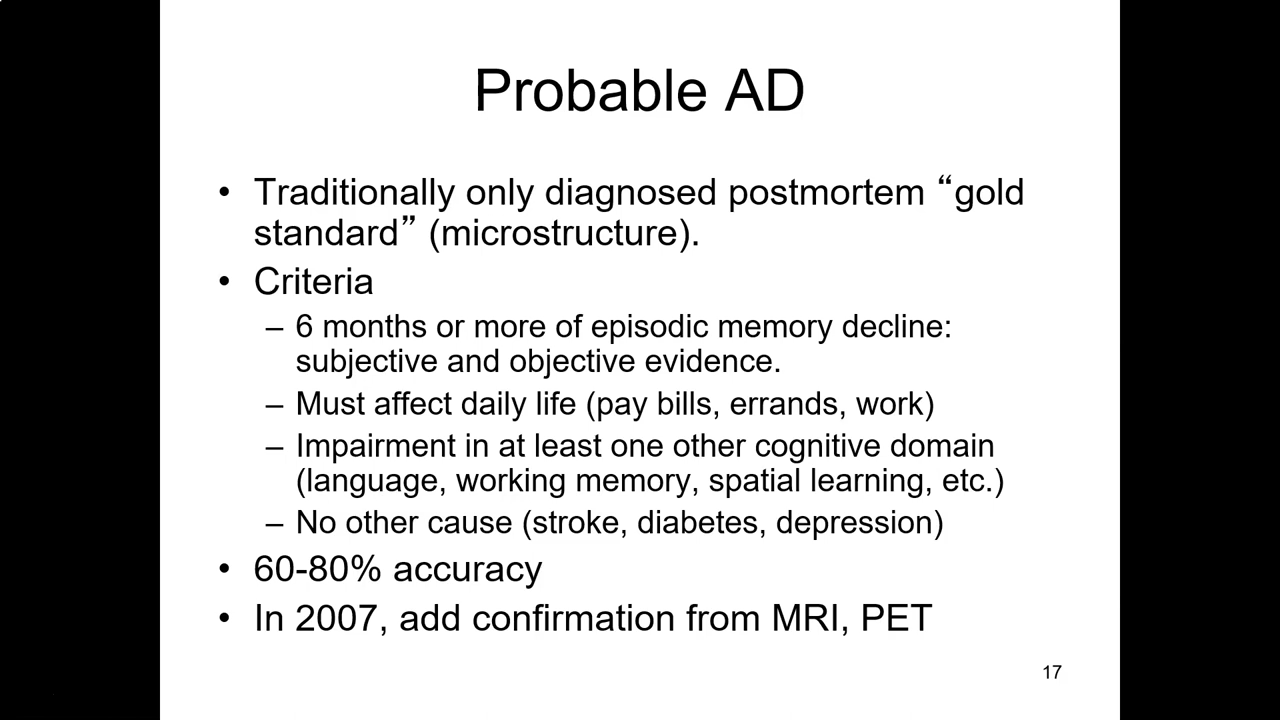 Probable AD
• Traditionally only diagnosed postmortem “gold
standard” (microstructure).
• Criteria
– 6 months or more of episodic memory decline:
subjective and objective evidence.
– Must affect daily life (pay bills, errands, work)
– Impairment in at least one other cognitive domain
(language, working memory, spatial learning, etc.)
– No other cause (stroke, diabetes, depression)
• 60-80% accuracy
• In 2007, add confirmation from MRI, PET
17